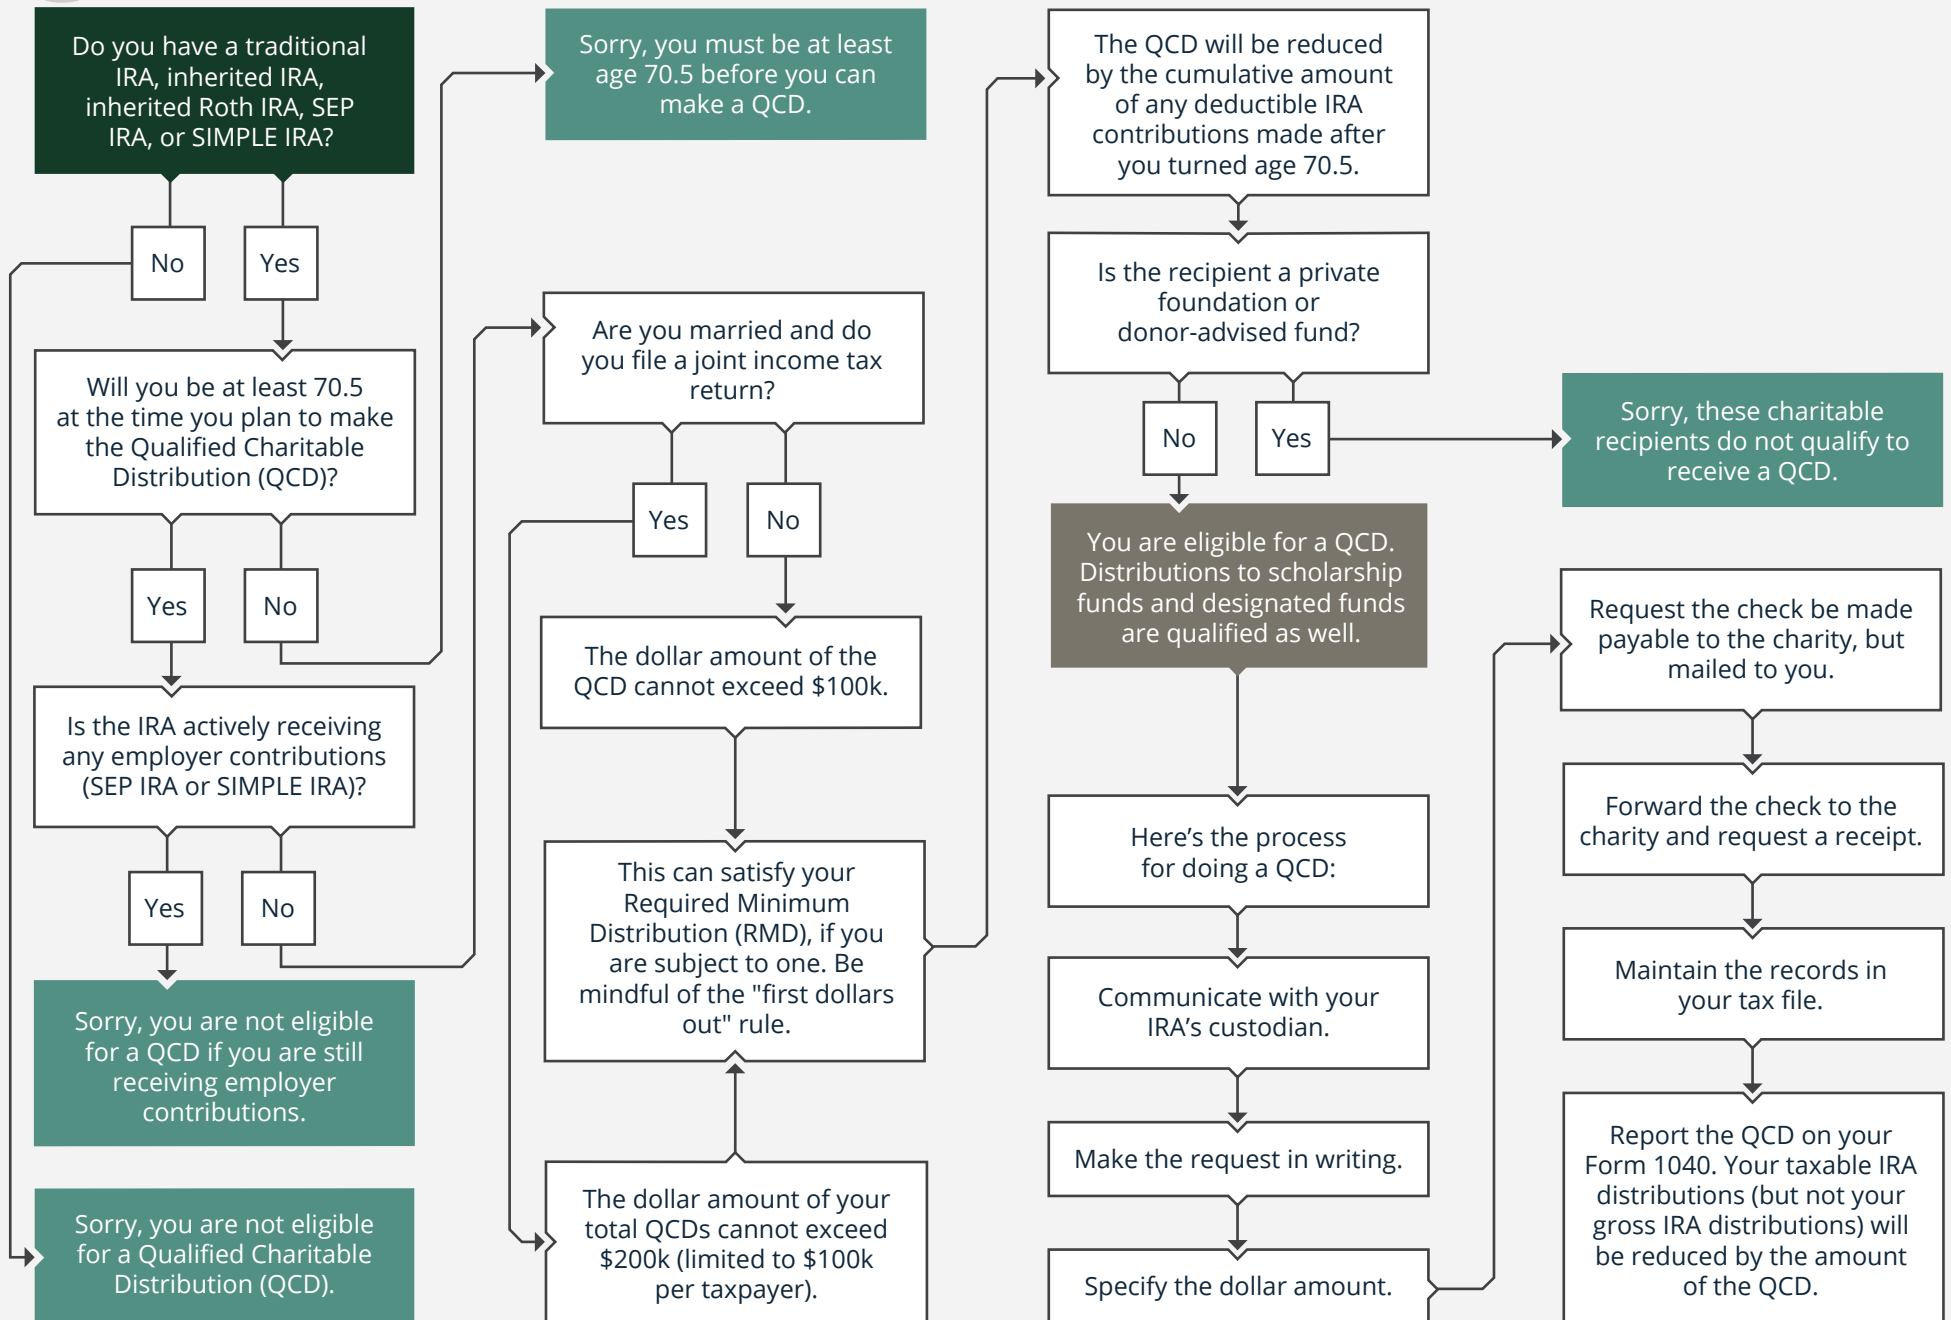 Do you have a traditional
IRA, inherited IRA,
inherited Roth IRA, SEP
IRA, or SIMPLE IRA?
No
Yes
Will you be at least 70.5
at the time you plan to make
the Qualified Charitable
Distribution (QCD)?
Yes
No
Is the IRA actively receiving
any employer contributions
(SEP IRA or SIMPLE IRA)?
Yes
No
Sorry, you are not eligible
for a QCD if you are still
receiving employer
contributions.
Sorry, you are not eligible
for a Qualified Charitable
Distribution (QCD).
Sorry, you must be at least
age 70.5 before you can
make a QCD.
Are you married and do
you file a joint income tax
return?
Yes
No
The dollar amount of the
QCD cannot exceed $100k.
This can satisfy your
Required Minimum
Distribution (RMD), if you
are subject to one. Be
mindful of the "first dollars
out" rule.
The dollar amount of your
total QCDs cannot exceed
$200k (limited to $100k
per taxpayer).
The QCD will be reduced
by the cumulative amount
of any deductible IRA
contributions made after
you turned age 70.5.
Is the recipient a private
foundation or
donor-advised fund?
No
Yes
Sorry, these charitable
recipients do not qualify to
receive a QCD.
You are eligible for a QCD.
Distributions to scholarship
funds and designated funds
are qualified as well.
Here’s the process
for doing a QCD:
Communicate with your
IRA’s custodian.
Make the request in writing.
Specify the dollar amount.
Request the check be made
payable to the charity, but
mailed to you.
Forward the check to the
charity and request a receipt.
Maintain the records in
your tax file.
Report the QCD on your
Form 1040. Your taxable IRA
distributions (but not your
gross IRA distributions) will
be reduced by the amount
of the QCD.